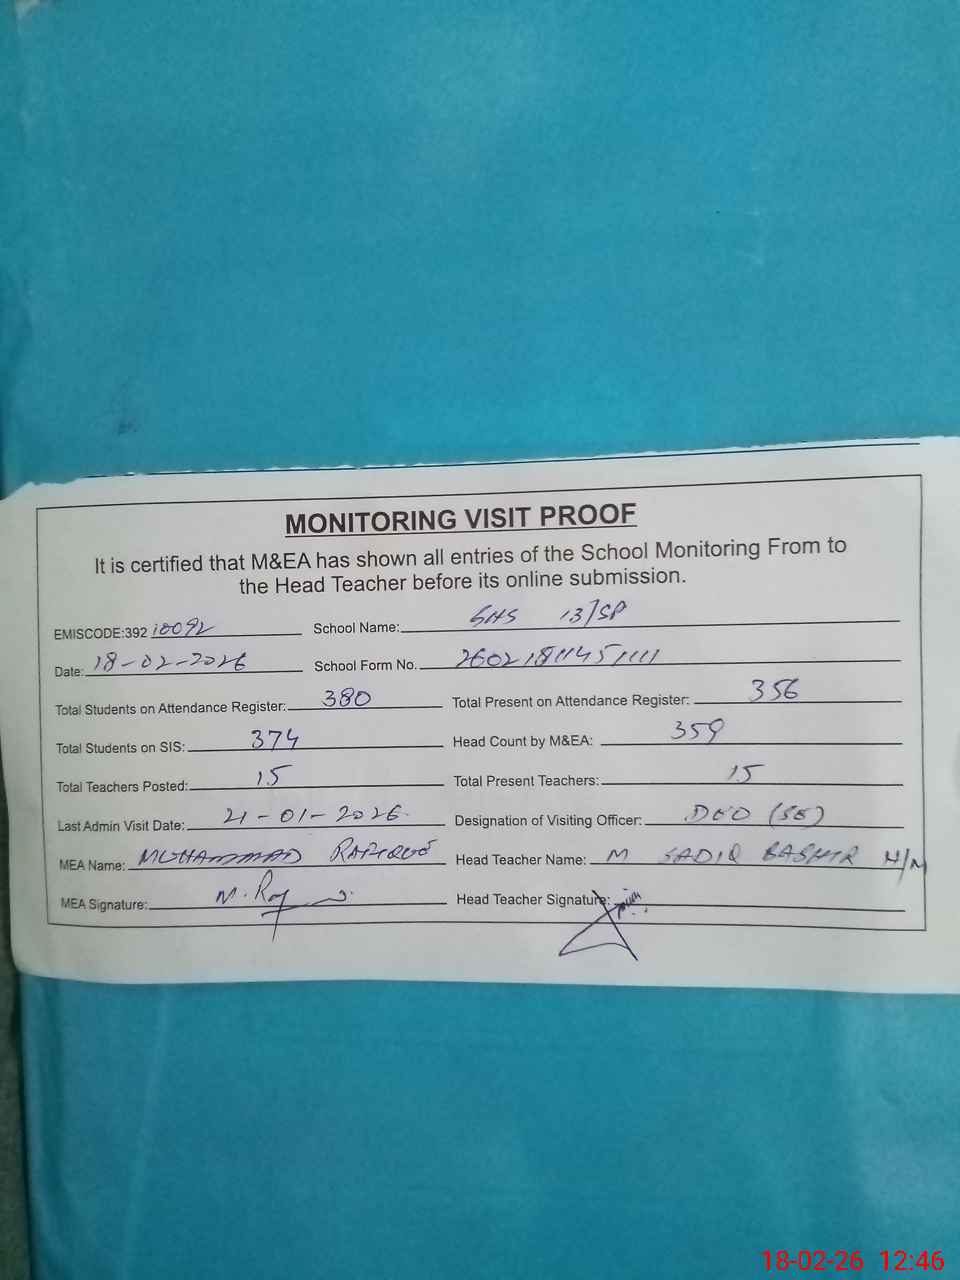 MONITORING VISIT PROOF
It is certified that M&EA has shown all entries of the School Monitoring From to
the Head Teacher before its online submission.
EMISCODE:392 10092 School Name: GHS 13/SP
Date: 18-02-2026 School Form No.
Total Students on Attendance Register: 380 Total Present on Attendance Register: 356
Total Students on SIS: 374 Head Count by M&EA: 359
Total Teachers Posted: 15 Total Present Teachers: 15
Last Admin Visit Date: 21-01-2026. Designation of Visiting Officer: DEO (SE)
MEA Name: MUHAMMAD RAFIQUE Head Teacher Name: M SADIQ BASHIR H/M
MEA Signature: Head Teacher Signature:
18-02-26 12:46